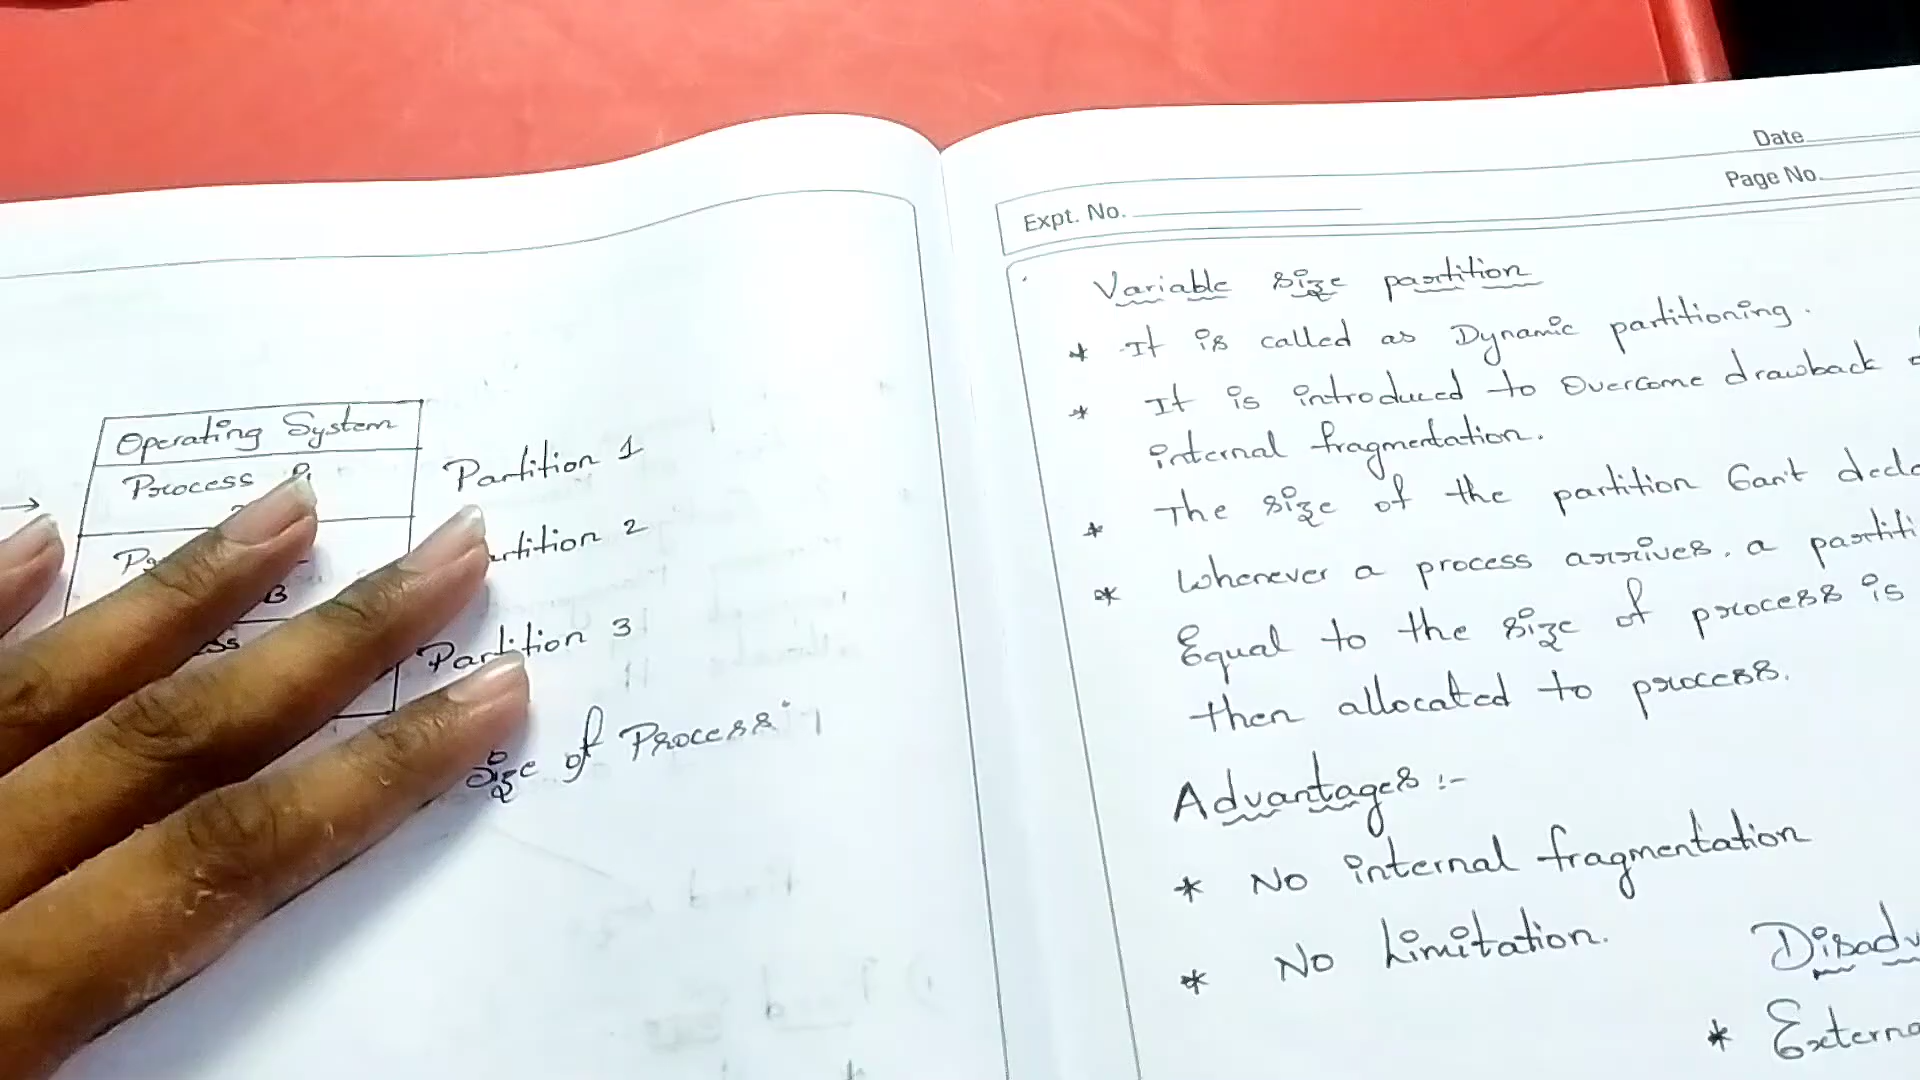 Operating System
Process P1
Partition 1
Partition 2
B
Partition 3
Size of Process
Date
Page No.
Expt. No.
Variable size partition
* It is called as Dynamic partitioning.
* It is introduced to Overcome drawback
internal fragmentation.
* The size of the partition Can't
* Whenever a process arrives, a
Equal to the size of process is
then allocated to process.
Advantages :-
* No internal fragmentation
* No Limitation.
*